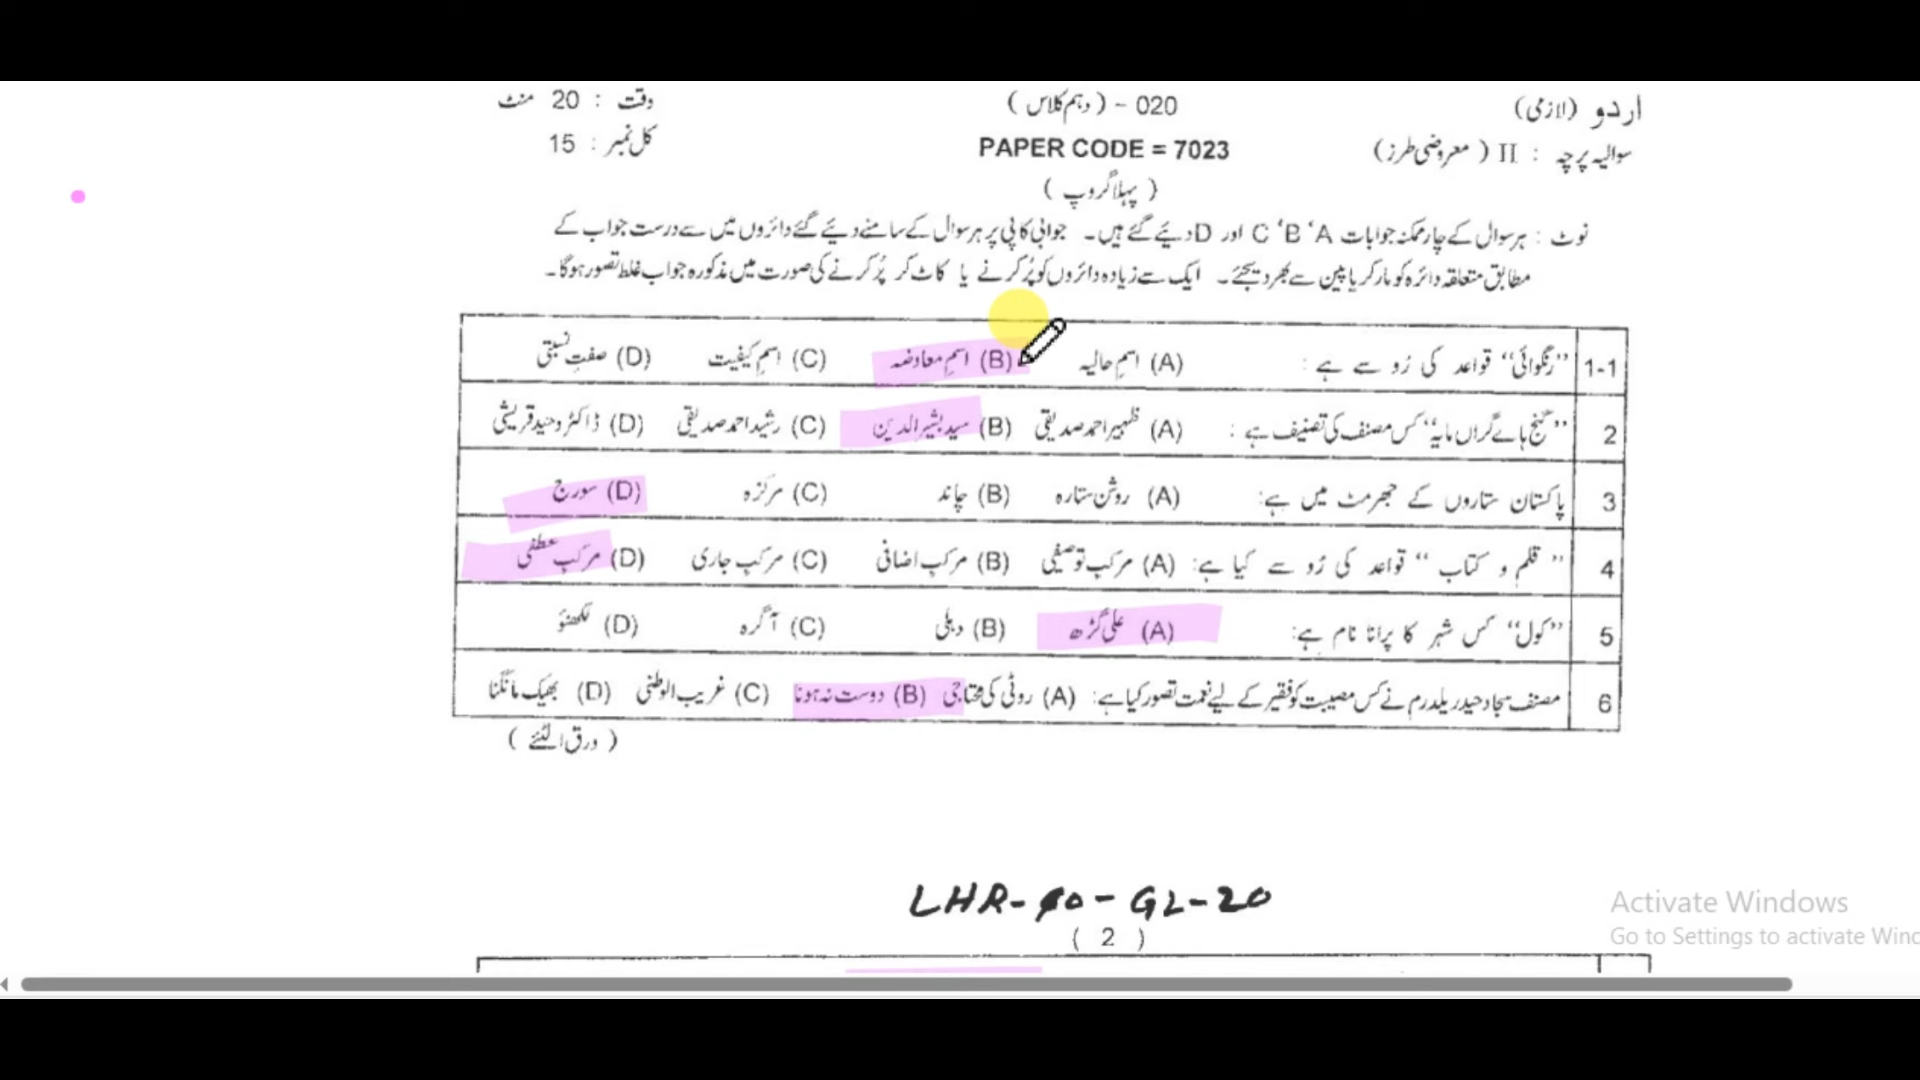 اردو (لازمی) 020 - (دہم کلاس) وقت : 20 منٹ
سوالیہ پرچہ : II (معروضی طرز) PAPER CODE = 7023 کل نمبر : 15
(پہلا گروپ)
نوٹ : ہر سوال کے چار ممکنہ جوابات A ‘B ‘C اور D دیئے گئے ہیں۔ جوابی کاپی پر ہر سوال کے سامنے دیئے گئے دائروں میں سے درست جواب کے
مطابق متعلقہ دائرہ کو مارکر یا پین سے بھر دیجئے۔ ایک سے زیادہ دائروں کو پُر کرنے یا کاٹ کر پُر کرنے کی صورت میں مذکورہ جواب غلط تصور ہوگا۔
1-1 ”رنگوائی“ قواعد کی رُو سے ہے : (A) اسمِ حالیہ (B) اسمِ معاوضہ (C) اسمِ کیفیت (D) صفتِ نسبتی
2 ”گنج ہائے گراں مایہ“ کس مصنف کی تصنیف ہے : (A) ظہیر احمد صدیقی (B) سید بشیر الدین (C) رشید احمد صدیقی (D) ڈاکٹر وحید قریشی
3 پاکستان ستاروں کے جھرمٹ میں ہے: (A) روشن ستارہ (B) چاند (C) مرکزہ (D) سورج
4 ” قلم و کتاب “ قواعد کی رُو سے کیا ہے: (A) مرکب توصیفی (B) مرکب اضافی (C) مرکب جاری (D) مرکب عطفی
5 ”کول“ کس شہر کا پرانا نام ہے: (A) علی گڑھ (B) دہلی (C) آگرہ (D) لکھنؤ
6 مصنف سجاد حیدر یلدرم نے کس مصیبت کو فقیر کے لیے نعمت تصور کیا ہے: (A) روٹی کی محتاجی (B) دوست نہ ہونا (C) غریب الوطنی (D) بھیک مانگنا
(ورق الٹئے)
LHR-10-G1-20
( 2 )
Activate Windows
Go to Settings to activate Wind